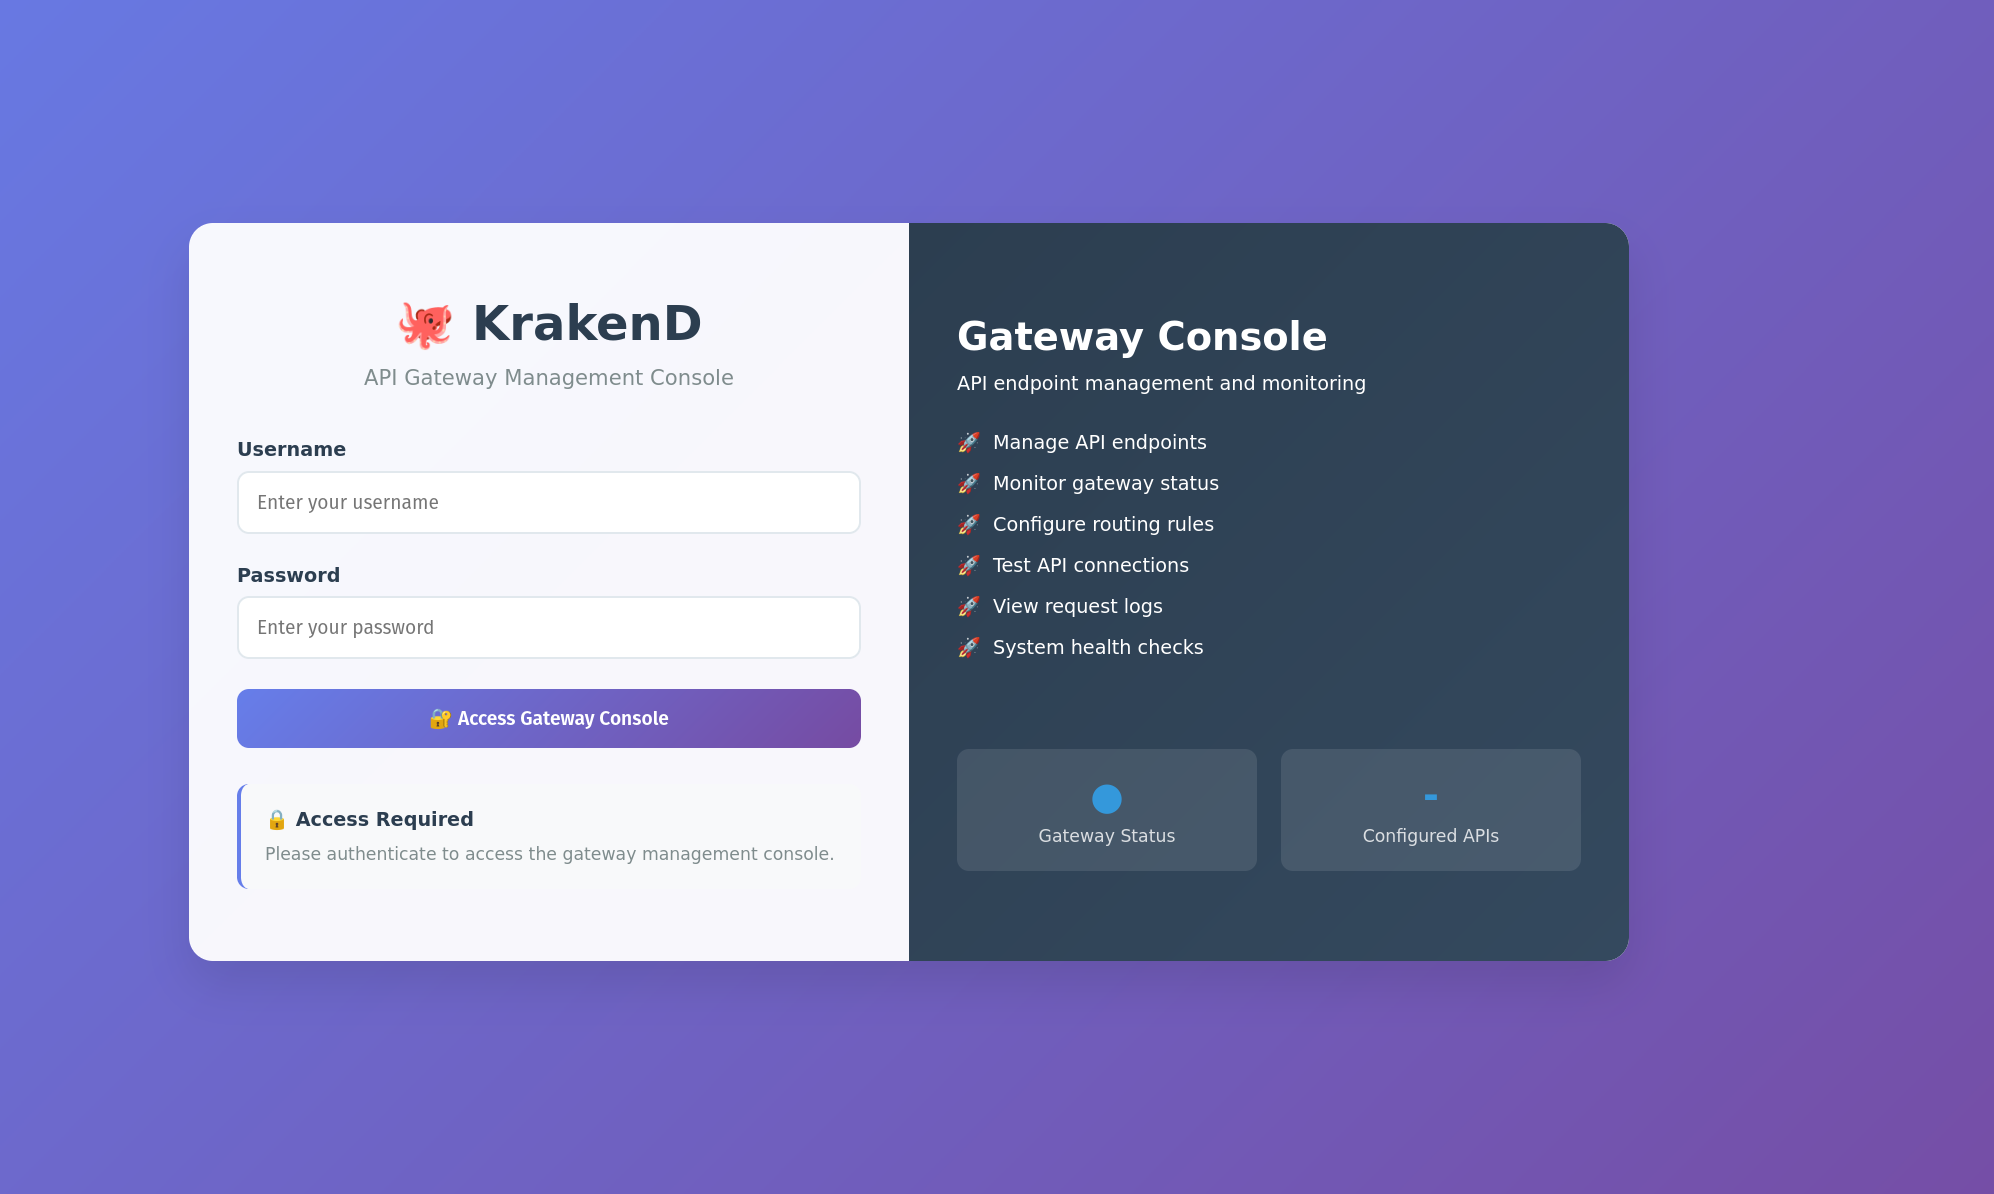 🐙 KrakenD
API Gateway Management Console
Username
Enter your username
Password
Enter your password
🔐 Access Gateway Console
🔒 Access Required
Please authenticate to access the gateway management console.
Gateway Console
API endpoint management and monitoring
🚀 Manage API endpoints
🚀 Monitor gateway status
🚀 Configure routing rules
🚀 Test API connections
🚀 View request logs
🚀 System health checks
●
Gateway Status
-
Configured APIs